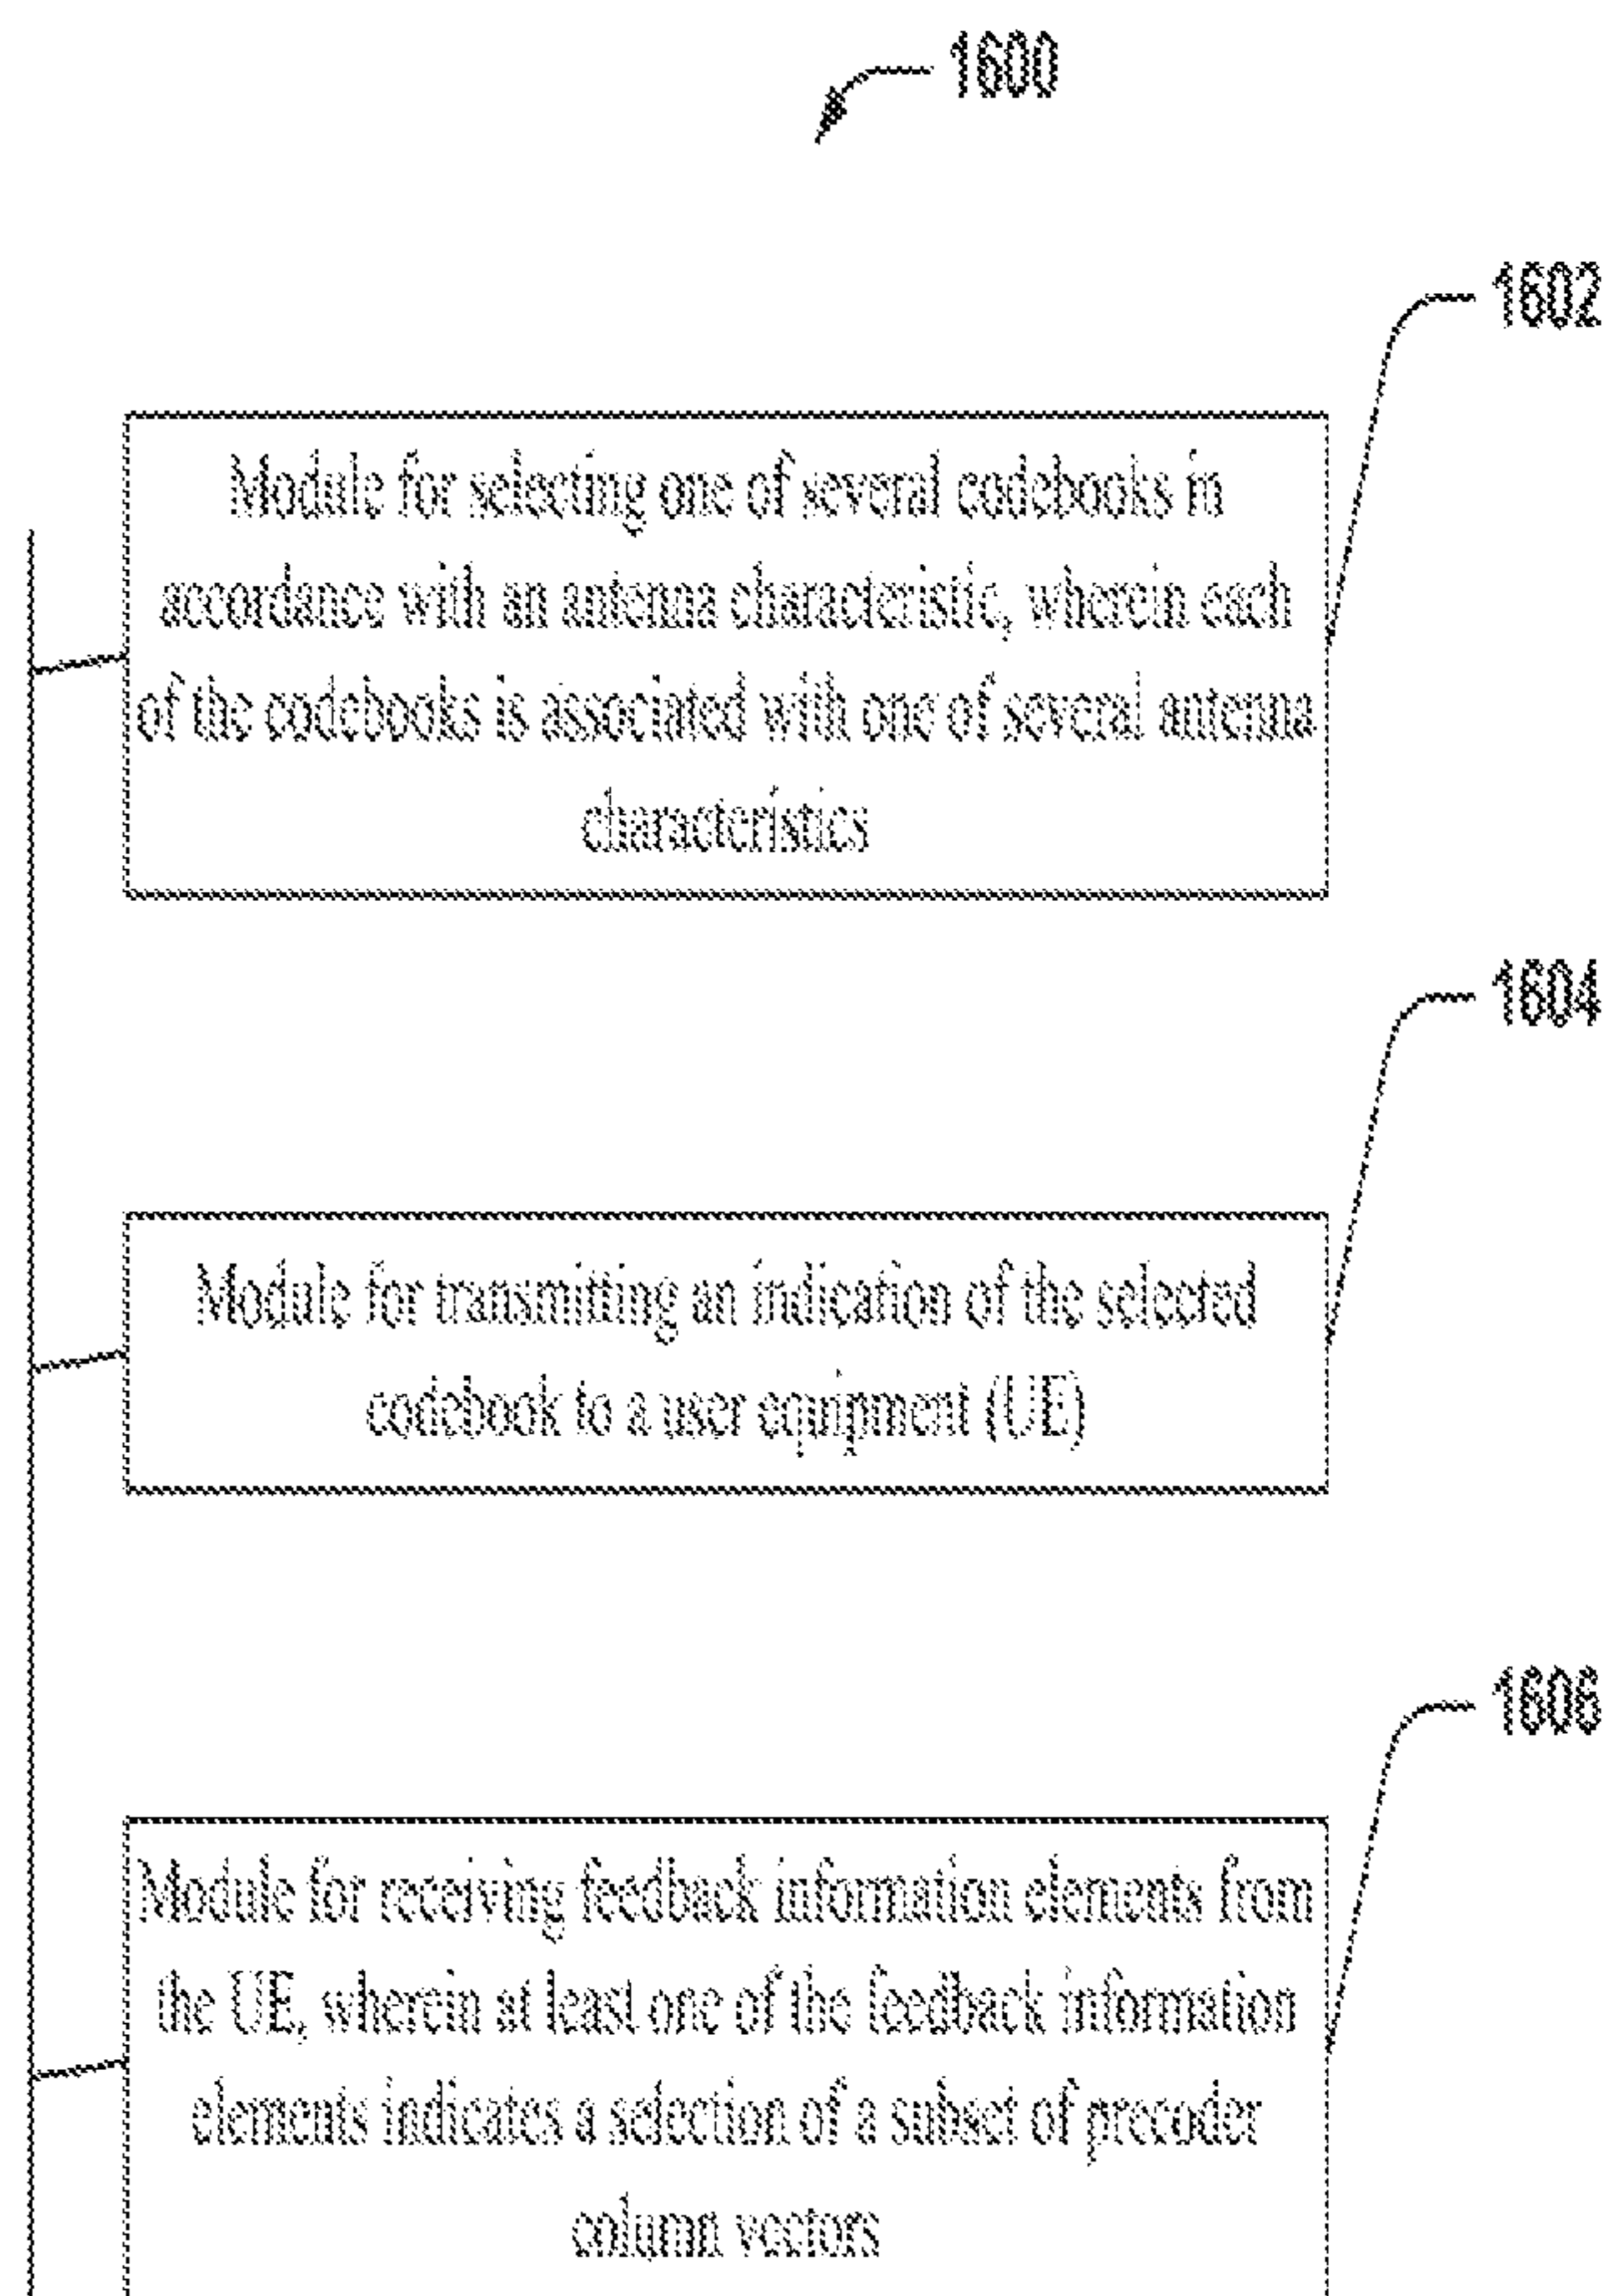 1600
1602
Module for selecting one of several codebooks in
accordance with an antenna characteristic, wherein each
of the codebooks is associated with one of several antenna
characteristics
1604
Module for transmitting an indication of the selected
codebook to a user equipment (UE)
1606
Module for receiving feedback information elements from
the UE, wherein at least one of the feedback information
elements indicates a selection of a subset of precoder
column vectors